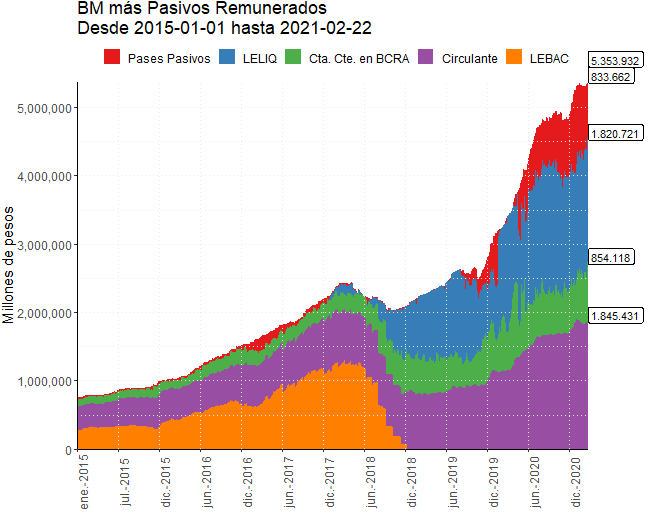 BM más Pasivos Remunerados
Desde 2015-01-01 hasta 2021-02-22
Pases Pasivos LELIQ Cta. Cte. en BCRA Circulante LEBAC
5.353.932
833.662
1.820.721
854.118
1.845.431
Millones de pesos
5,000,000
4,000,000
3,000,000
2,000,000
1,000,000
0
ene.-2015
jul.-2015
dic.-2015
jun.-2016
dic.-2016
jun.-2017
dic.-2017
jun.-2018
dic.-2018
jun.-2019
dic.-2019
jun.-2020
dic.-2020